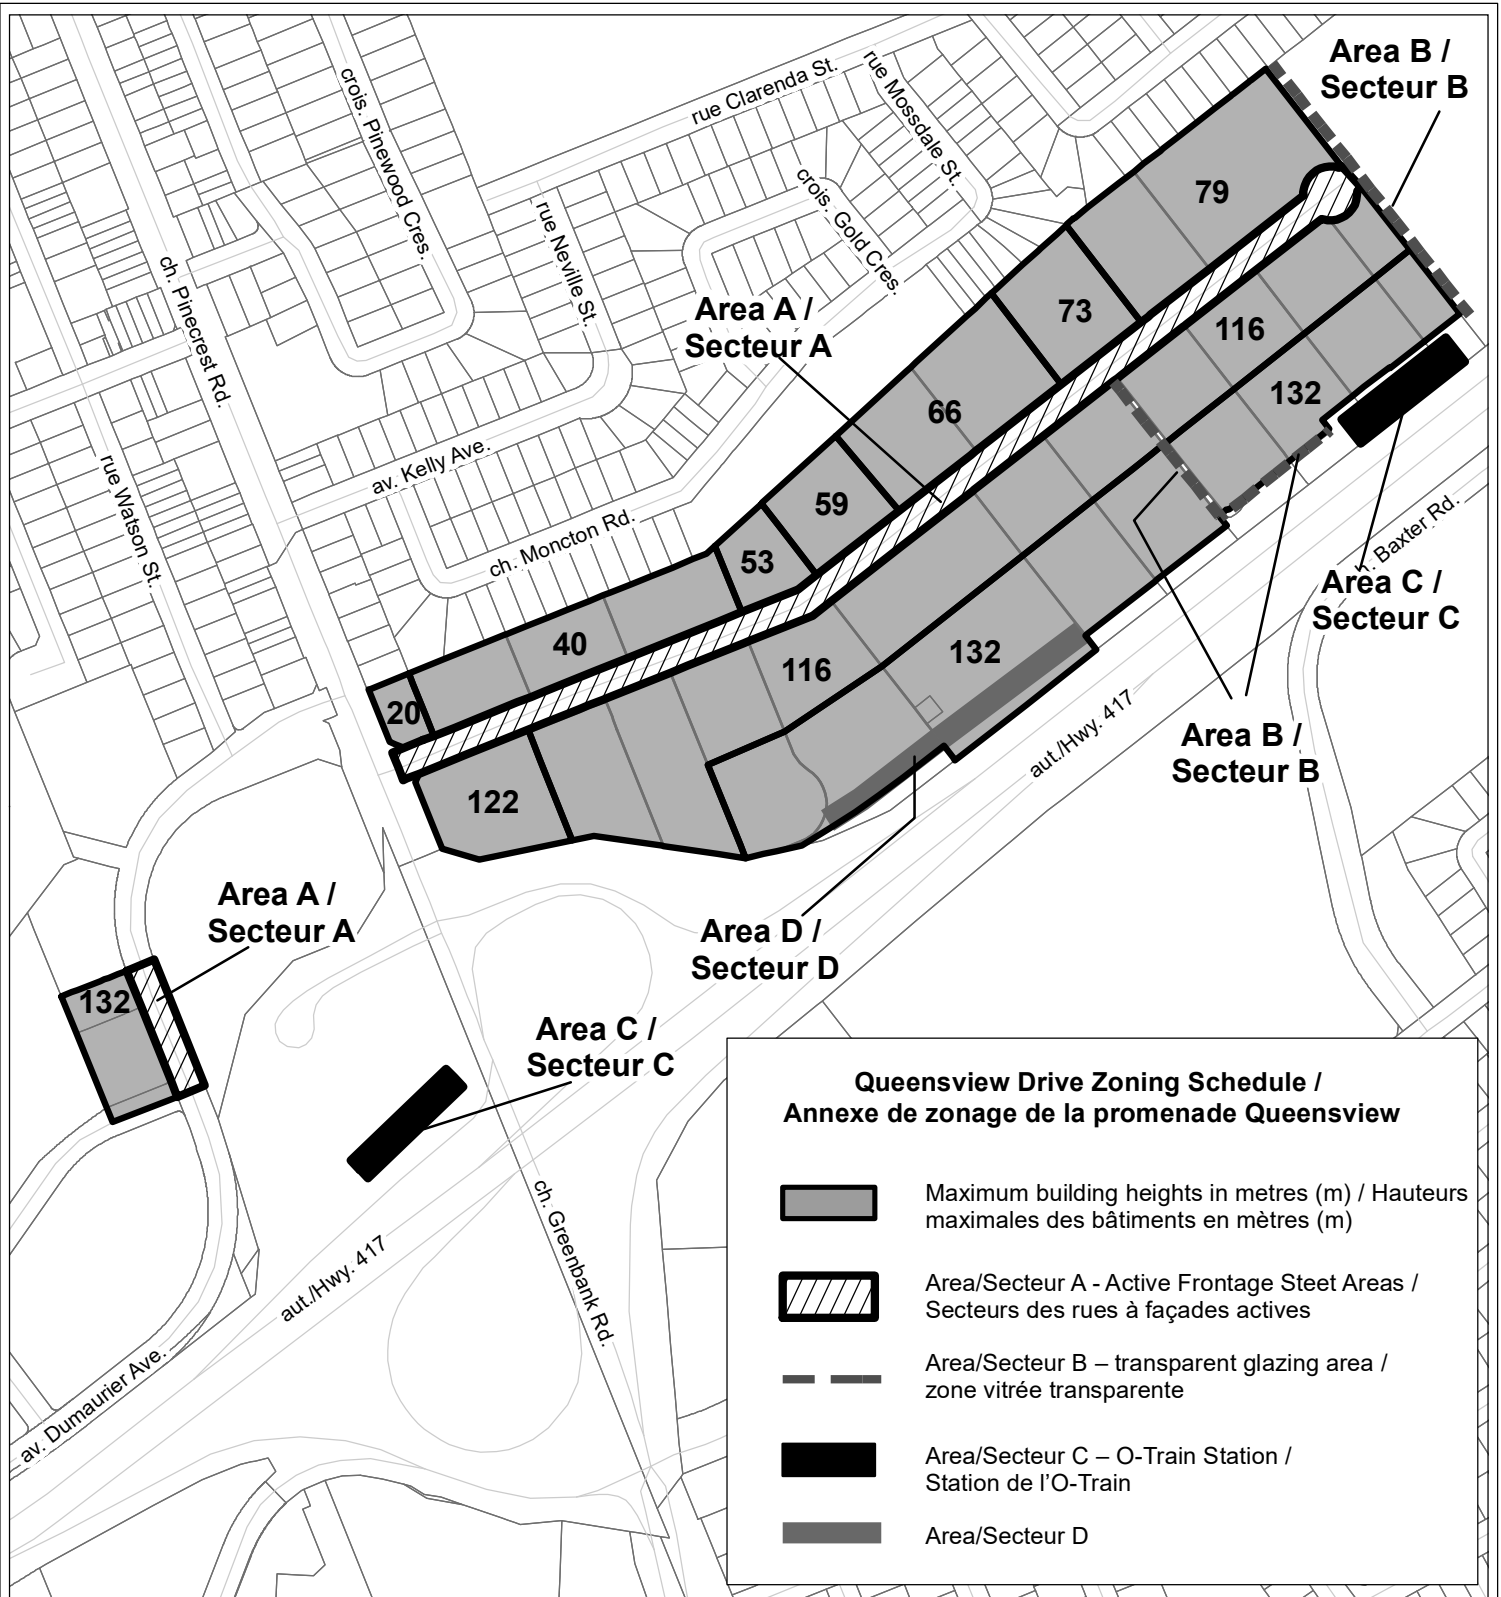 Area B /
Secteur B
rue Clarenda St.
rue Mossdale St.
crois. Pinewood Cres.
crois. Gold Cres.
rue Neville St.
ch. Pinecrest Rd.
79
Area A /
Secteur A
73
116
132
66
av. Kelly Ave.
rue Watson St.
59
ch. Moncton Rd.
53
Baxter Rd.
Area C /
Secteur C
40
132
116
20
aut./Hwy. 417
Area B /
Secteur B
122
Area A /
Secteur A
Area D /
Secteur D
132
Area C /
Secteur C
ch. Greenbank Rd.
aut./Hwy. 417
av. Dumaurier Ave.
Queensview Drive Zoning Schedule /
Annexe de zonage de la promenade Queensview
Maximum building heights in metres (m) / Hauteurs
maximales des bâtiments en mètres (m)
Area/Secteur A - Active Frontage Steet Areas /
Secteurs des rues à façades actives
Area/Secteur B – transparent glazing area /
zone vitrée transparente
Area/Secteur C – O-Train Station /
Station de l’O-Train
Area/Secteur D